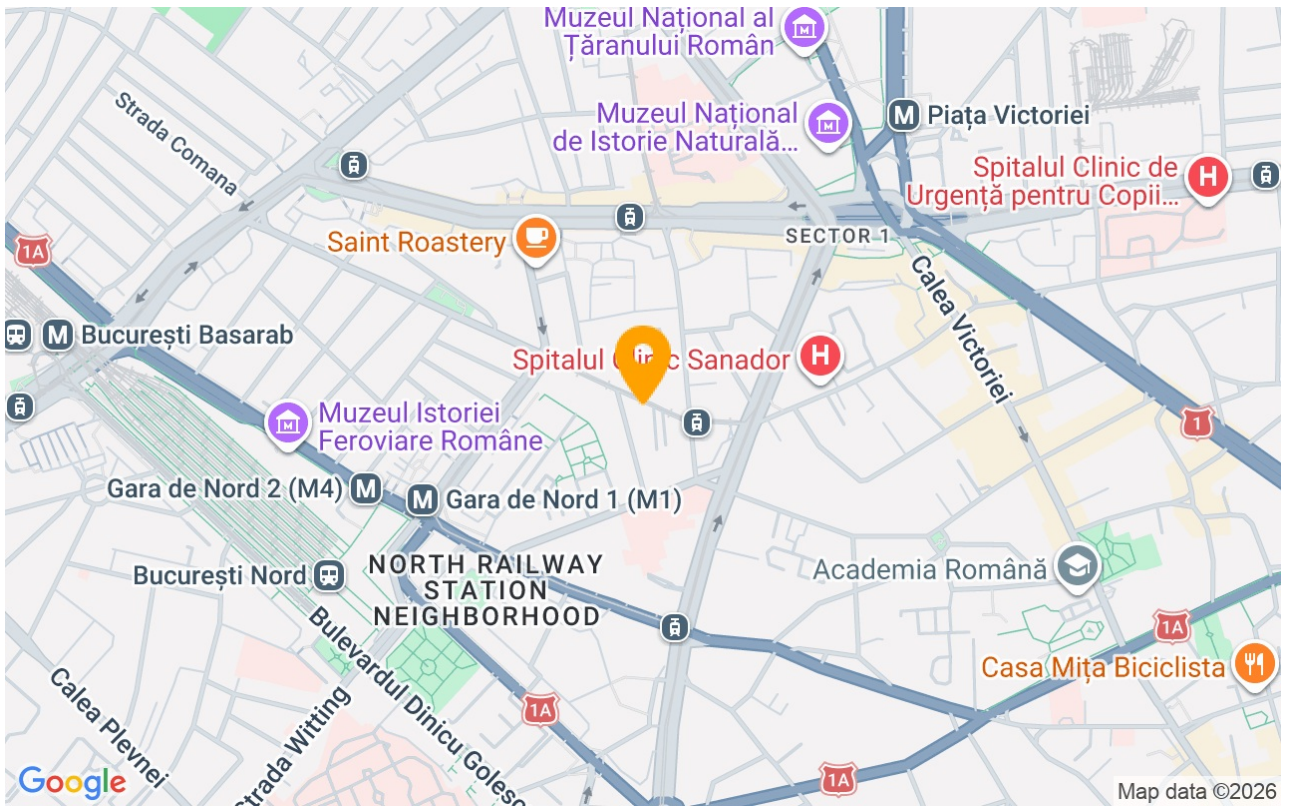 Muzeul Național al
Țăranului Român
Strada Comana
Muzeul Național
de Istorie Naturală...
M
Piața Victoriei
Spitalul Clinic de
Urgență pentru Copii...
H
1A
Saint Roastery
SECTOR 1
Calea Victoriei
M
București Basarab
Spitalul Clinic Sanador
H
Muzeul Istoriei
Feroviare Române
1
Gara de Nord 2 (M4)
M
M
Gara de Nord 1 (M1)
București Nord
NORTH RAILWAY
STATION
NEIGHBORHOOD
Academia Română
Bulevardul Dinicu Golesc
1A
Casa Mița Biciclista
Calea Plevnei
Strada Witting
1A
1A
Google
Map data ©2026